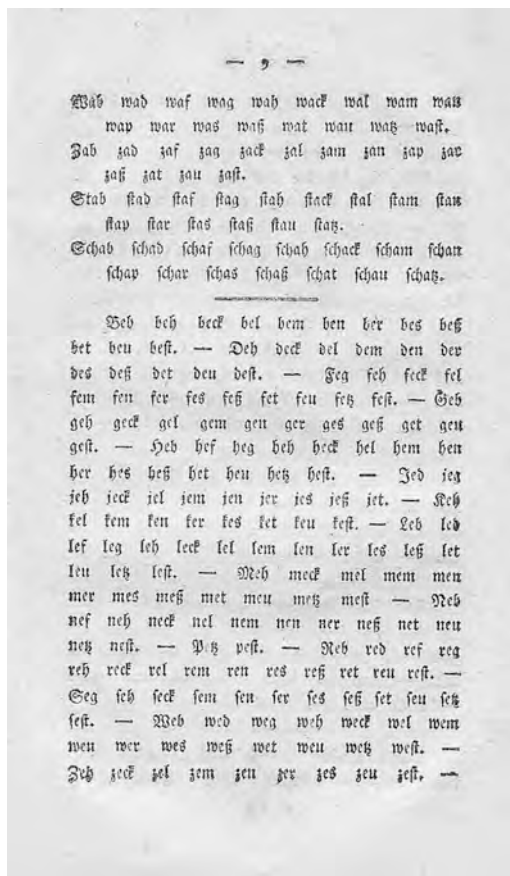 — 9 —
Wab wad waf wag wah wack wal wam wan
wap war was waß wat wau watz wast.
Zab zad zaf zag zack zal zam zan zap zar
zaß zat zau zast.
Stab stad staf stag stah stack stal stam stan
stap star stas staß stau statz.
Schab schad schaf schag schah schack scham schan
schap schar schas schaß schat schau schatz.
Beb beh beck bel bem ben ber bes beß
bet beu best. — Deh deck del dem den der
des deß det deu dest. — Feg feh feck fel
fem fen fer fes feß fet feu fetz fest. — Geb
geh geck gel gem gen ger ges geß get geu
gest. — Heb hef heg heh heck hel hem hen
her hes heß het heu hetz hest. — Jed jeg
jeh jeck jel jem jen jer jes jeß jet. — Keh
kel kem ken ker kes ket keu kest. — Leb led
lef leg leh leck lel lem len ler les leß let
leu letz lest. — Meh meck mel mem men
mer mes meß met meu metz mest — Neb
nef neh neck nel nem nen ner neß net neu
netz nest. — Petz pest. — Reb red ref reg
reh reck rel rem ren res reß ret reu rest. —
Seg seh seck sem sen ser ses seß set seu setz
sest. — Web wed weg weh weck wel wem
wen wer wes weß wet weu wetz west. —
Zeh zeck zel zem zen zer zes zeu zest. —